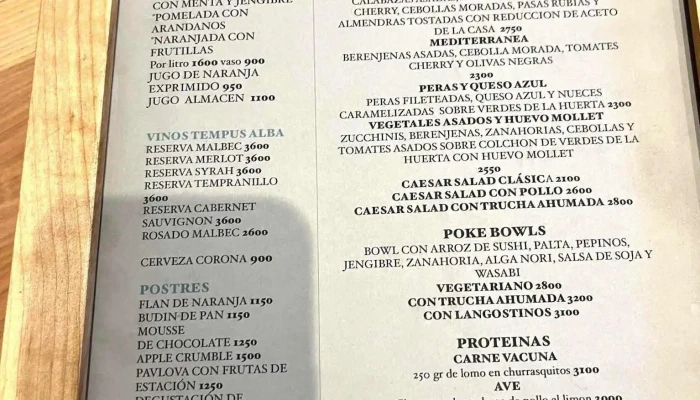 CON MENTA Y JENGIBRE
*POMELADA CON
ARANDANOS
*NARANJADA CON
FRUTILLAS
Por litro 1600 vaso 900
JUGO DE NARANJA
EXPRIMIDO 950
JUGO ALMACEN 1100
VINOS TEMPUS ALBA
RESERVA MALBEC 3600
RESERVA MERLOT 3600
RESERVA SYRAH 3600
RESERVA TEMPRANILLO
3600
RESERVA CABERNET
SAUVIGNON 3600
ROSADO MALBEC 2600
CERVEZA CORONA 900
POSTRES
FLAN DE NARANJA 1150
BUDIN DE PAN 1150
MOUSSE
DE CHOCOLATE 1250
APPLE CRUMBLE 1500
PAVLOVA CON FRUTAS DE
ESTACIÓN 1250
DEGUSTACIÓN DE
CHERRY, CEBOLLAS MORADAS, PASAS RUBIAS Y
ALMENDRAS TOSTADAS CON REDUCCION DE ACETO
DE LA CASA 2750
MEDITERRANEA
BERENJENAS ASADAS, CEBOLLA MORADA, TOMATES
CHERRY Y OLIVAS NEGRAS
2300
PERAS Y QUESO AZUL
PERAS FILETEADAS, QUESO AZUL Y NUECES
CARAMELIZADAS SOBRE VERDES DE LA HUERTA 2300
VEGETALES ASADOS Y HUEVO MOLLET
ZUCCHINIS, BERENJENAS, ZANAHORIAS, CEBOLLAS Y
TOMATES ASADOS SOBRE COLCHON DE VERDES DE LA
HUERTA CON HUEVO MOLLET
2550
CAESAR SALAD CLÁSICA 2100
CAESAR SALAD CON POLLO 2600
CAESAR SALAD CON TRUCHA AHUMADA 2800
POKE BOWLS
BOWL CON ARROZ DE SUSHI, PALTA, PEPINOS,
JENGIBRE, ZANAHORIA, ALGA NORI, SALSA DE SOJA Y
WASABI
VEGETARIANO 2800
CON TRUCHA AHUMADA 3200
CON LANGOSTINOS 3100
PROTEINAS
CARNE VACUNA
250 gr de lomo en churrasquitos 3100
AVE
de pollo al limon